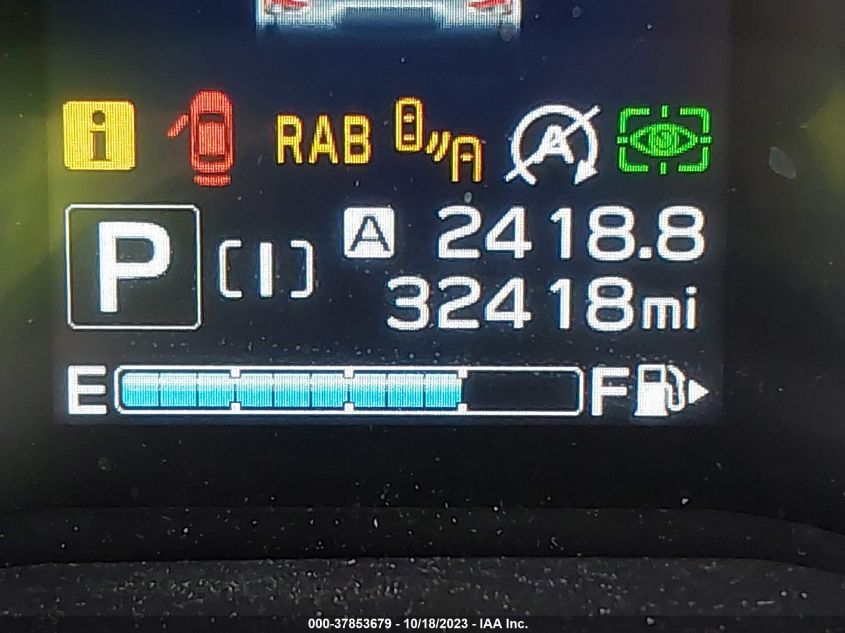 i RAB A A
P [I] A 2418.8
32418mi
E F
000-37853679 - 10/18/2023 - IAA Inc.